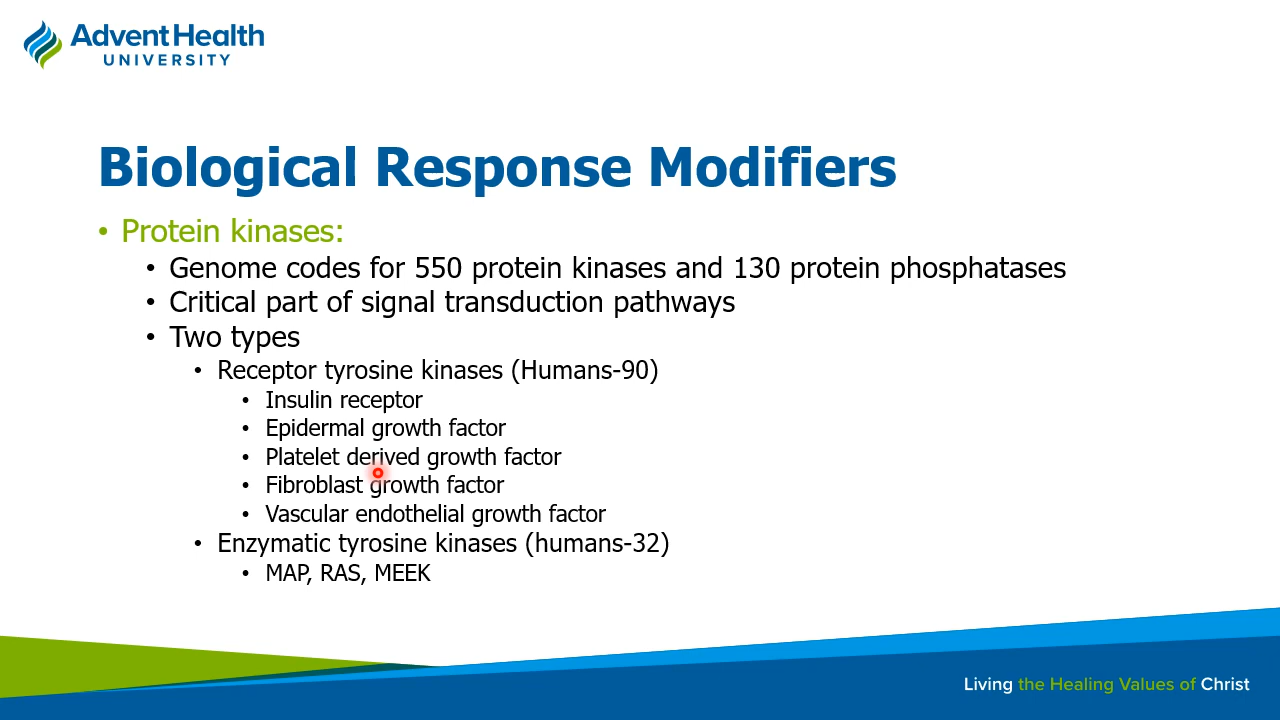 AdventHealth
UNIVERSITY
Biological Response Modifiers
• Protein kinases:
• Genome codes for 550 protein kinases and 130 protein phosphatases
• Critical part of signal transduction pathways
• Two types
• Receptor tyrosine kinases (Humans-90)
• Insulin receptor
• Epidermal growth factor
• Platelet derived growth factor
• Fibroblast growth factor
• Vascular endothelial growth factor
• Enzymatic tyrosine kinases (humans-32)
• MAP, RAS, MEEK
Living the Healing Values of Christ